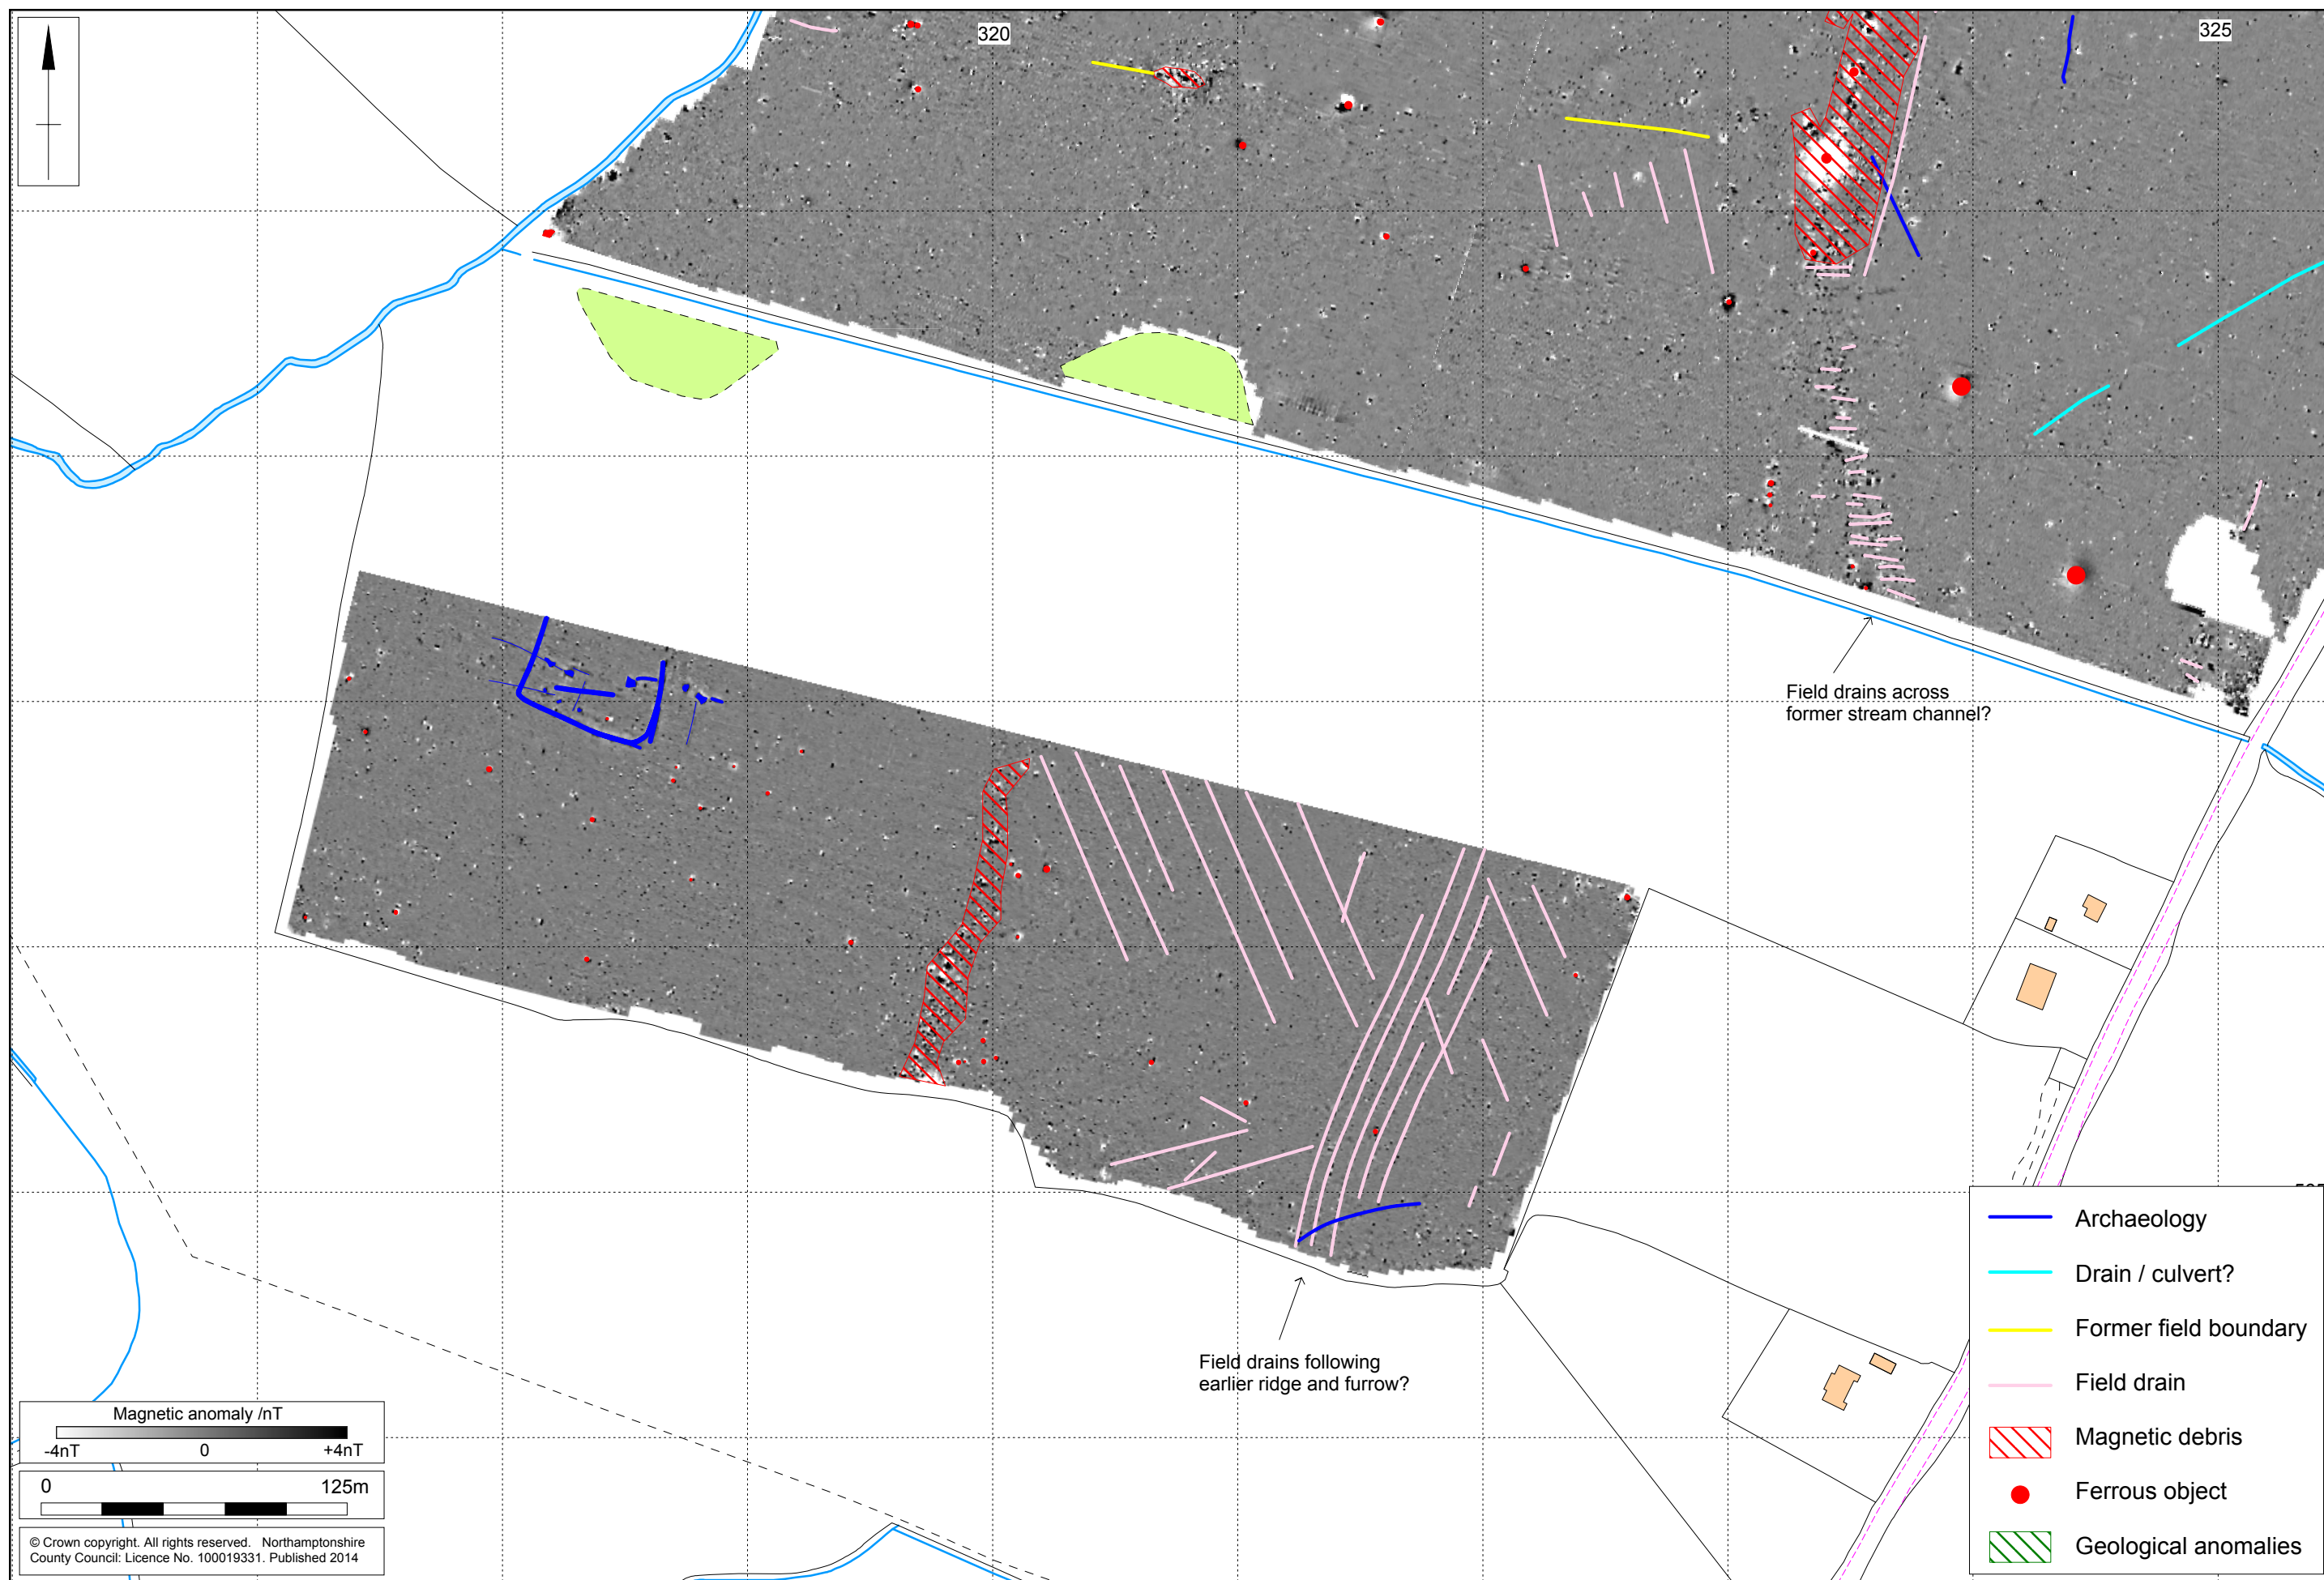 320
325
Field drains across
former stream channel?
Field drains following
earlier ridge and furrow?
Archaeology
Drain / culvert?
Former field boundary
Field drain
Magnetic debris
Ferrous object
Geological anomalies
Magnetic anomaly /nT
-4nT 0 +4nT
0 125m
© Crown copyright. All rights reserved. Northamptonshire
County Council: Licence No. 100019331. Published 2014